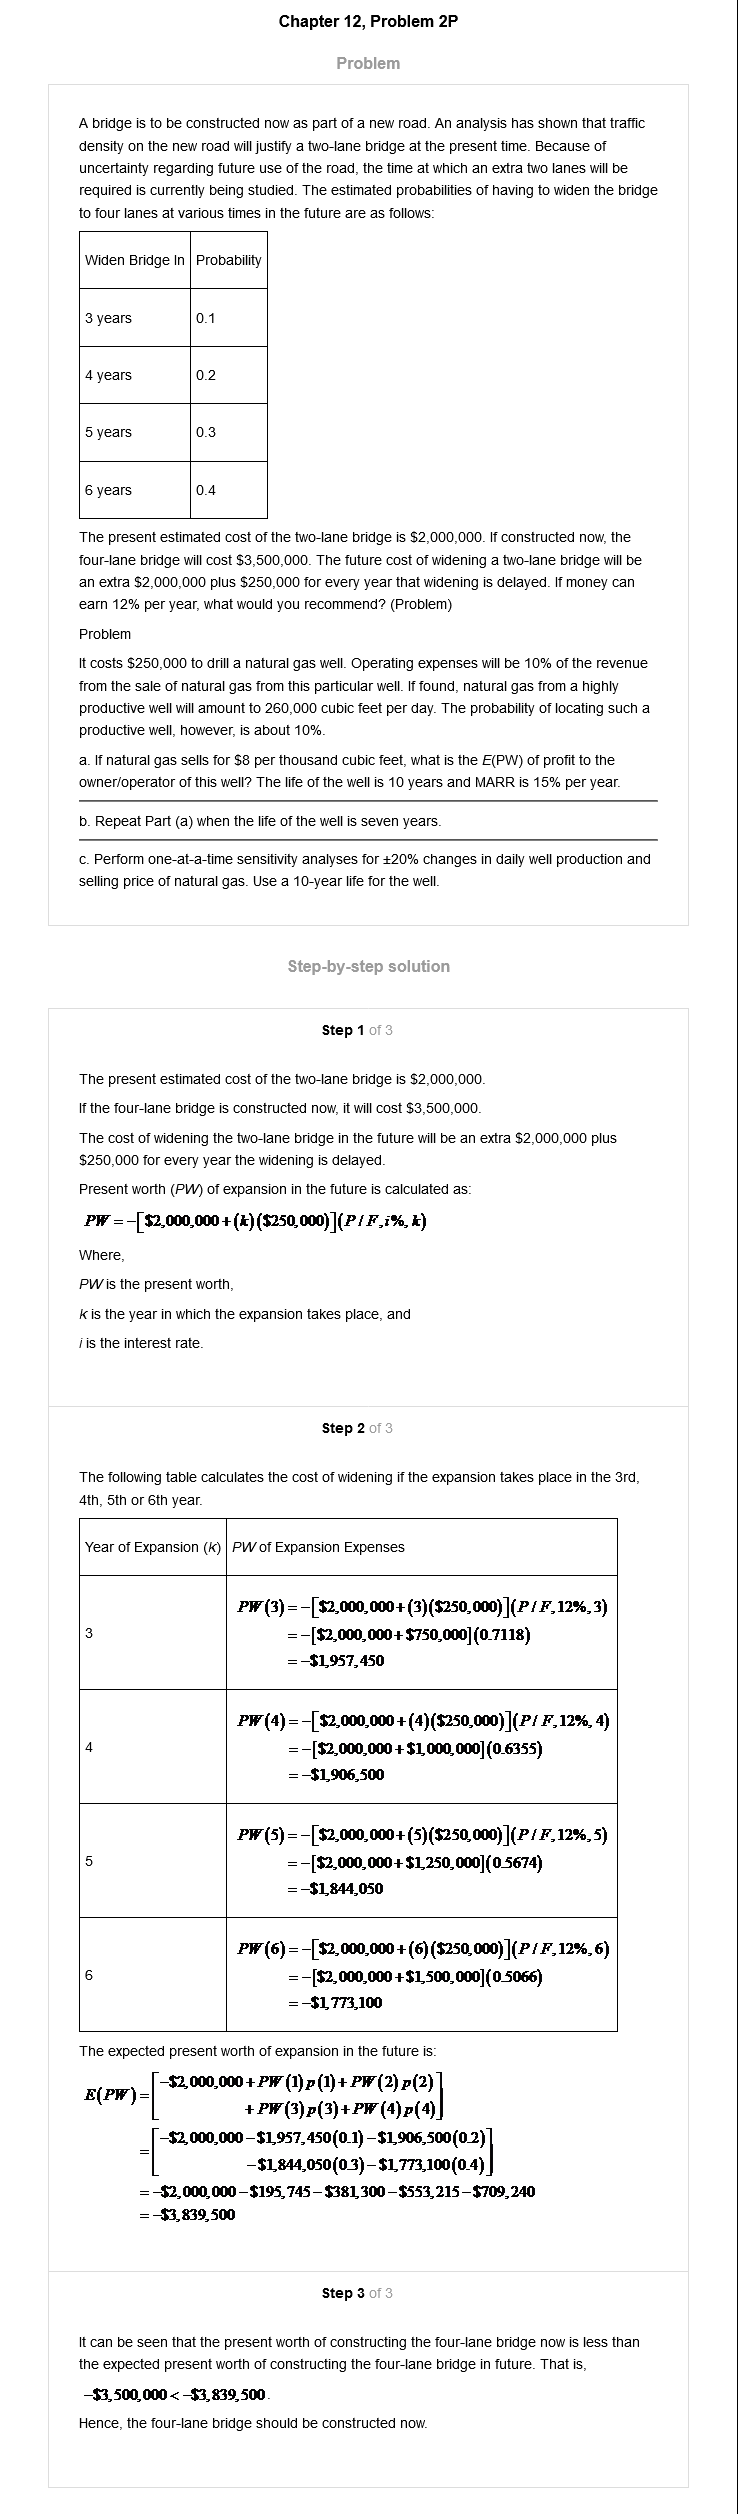 Chapter 12, Problem 2P
Problem
A bridge is to be constructed now as part of a new road. An analysis has shown that traffic
density on the new road will justify a two-lane bridge at the present time. Because of
uncertainty regarding future use of the road, the time at which an extra two lanes will be
required is currently being studied. The estimated probabilities of having to widen the bridge
to four lanes at various times in the future are as follows:
Widen Bridge In Probability
3 years 0.1
4 years 0.2
5 years 0.3
6 years 0.4
The present estimated cost of the two-lane bridge is $2,000,000. If constructed now, the
four-lane bridge will cost $3,500,000. The future cost of widening a two-lane bridge will be
an extra $2,000,000 plus $250,000 for every year that widening is delayed. If money can
earn 12% per year, what would you recommend? (Problem)
Problem
It costs $250,000 to drill a natural gas well. Operating expenses will be 10% of the revenue
from the sale of natural gas from this particular well. If found, natural gas from a highly
productive well will amount to 260,000 cubic feet per day. The probability of locating such a
productive well, however, is about 10%.
a. If natural gas sells for $8 per thousand cubic feet, what is the E(PW) of profit to the
owner/operator of this well? The life of the well is 10 years and MARR is 15% per year.
b. Repeat Part (a) when the life of the well is seven years.
c. Perform one-at-a-time sensitivity analyses for ±20% changes in daily well production and
selling price of natural gas. Use a 10-year life for the well.
Step-by-step solution
Step 1 of 3
The present estimated cost of the two-lane bridge is $2,000,000.
If the four-lane bridge is constructed now, it will cost $3,500,000.
The cost of widening the two-lane bridge in the future will be an extra $2,000,000 plus
$250,000 for every year the widening is delayed.
Present worth (PW) of expansion in the future is calculated as:
PW = −[$2,000,000 + (k)($250,000)](P / F, i%, k)
Where,
PW is the present worth,
k is the year in which the expansion takes place, and
i is the interest rate.
Step 2 of 3
The following table calculates the cost of widening if the expansion takes place in the 3rd,
4th, 5th or 6th year.
Year of Expansion (k) PW of Expansion Expenses
3
PW(3) = −[$2,000,000 + (3)($250,000)](P / F, 12%, 3)
= −[$2,000,000 + $750,000](0.7118)
= −$1,957,450
4
PW(4) = −[$2,000,000 + (4)($250,000)](P / F, 12%, 4)
= −[$2,000,000 + $1,000,000](0.6355)
= −$1,906,500
5
PW(5) = −[$2,000,000 + (5)($250,000)](P / F, 12%, 5)
= −[$2,000,000 + $1,250,000](0.5674)
= −$1,844,050
6
PW(6) = −[$2,000,000 + (6)($250,000)](P / F, 12%, 6)
= −[$2,000,000 + $1,500,000](0.5066)
= −$1,773,100
The expected present worth of expansion in the future is:
E(PW) = [−$2,000,000 + PW(1)p(1) + PW(2)p(2)
+ PW(3)p(3) + PW(4)p(4)]
= [−$2,000,000 − $1,957,450(0.1) − $1,906,500(0.2)
− $1,844,050(0.3) − $1,773,100(0.4)]
= −$2,000,000 − $195,745 − $381,300 − $553,215 − $709,240
= −$3,839,500
Step 3 of 3
It can be seen that the present worth of constructing the four-lane bridge now is less than
the expected present worth of constructing the four-lane bridge in future. That is,
−$3,500,000 < −$3,839,500.
Hence, the four-lane bridge should be constructed now.